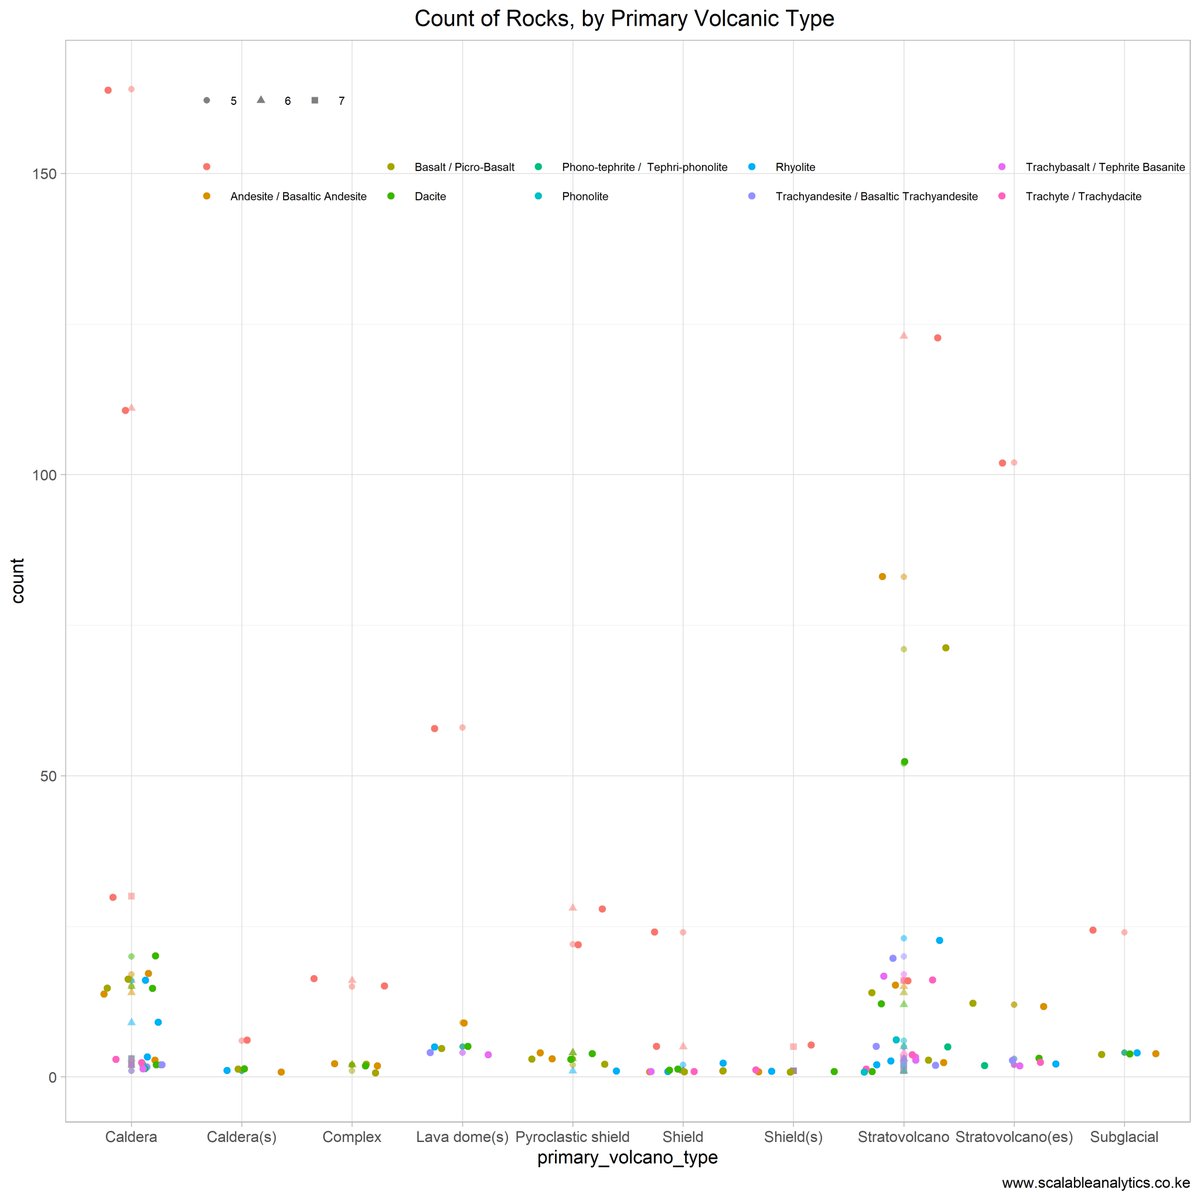 Count of Rocks, by Primary Volcanic Type
5 6 7
Basalt / Picro-Basalt Phono-tephrite / Tephri-phonolite Rhyolite Trachybasalt / Tephrite Basanite
Andesite / Basaltic Andesite Dacite Phonolite Trachyandesite / Basaltic Trachyandesite Trachyte / Trachydacite
150
100
50
0
count
Caldera Caldera(s) Complex Lava dome(s) Pyroclastic shield Shield Shield(s) Stratovolcano Stratovolcano(es) Subglacial
primary_volcano_type
www.scalableanalytics.co.ke